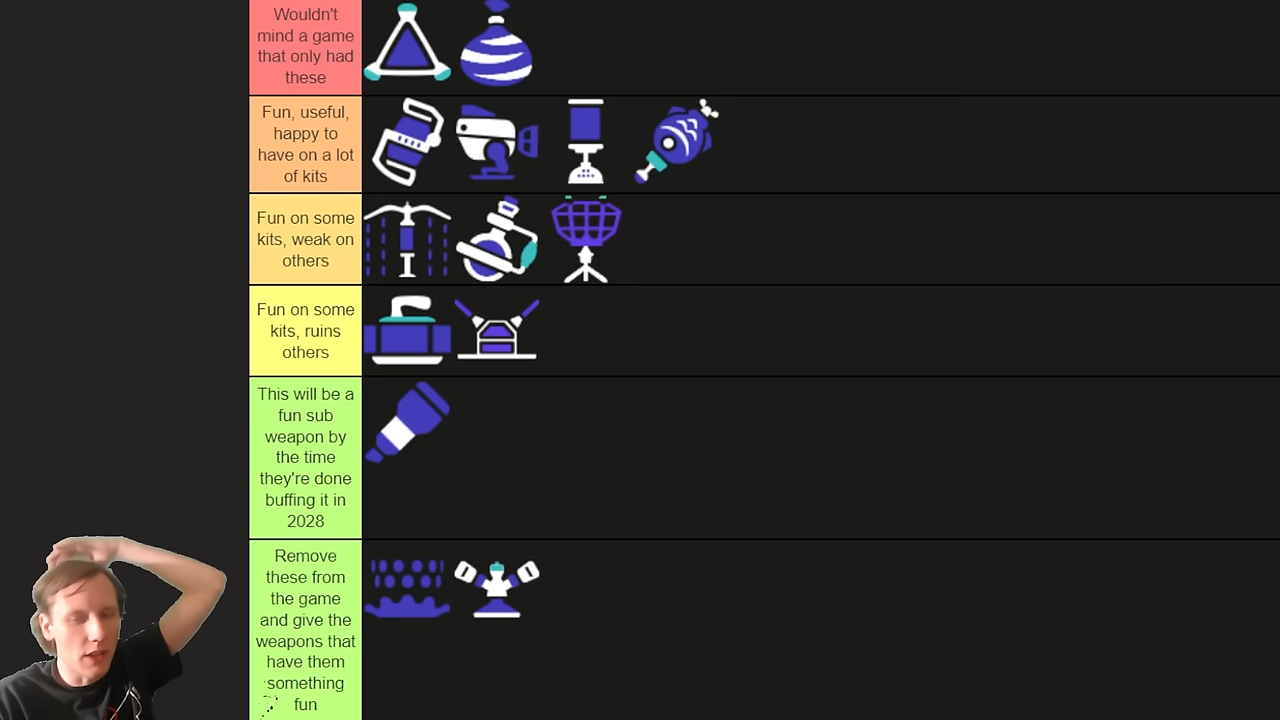 Wouldn't
mind a game
that only had
these
Fun, useful,
happy to
have on a lot
of kits
Fun on some
kits, weak on
others
Fun on some
kits, ruins
others
This will be a
fun sub
weapon by
the time
they're done
buffing it in
2028
Remove
these from
the game
and give the
weapons that
have them
something
fun